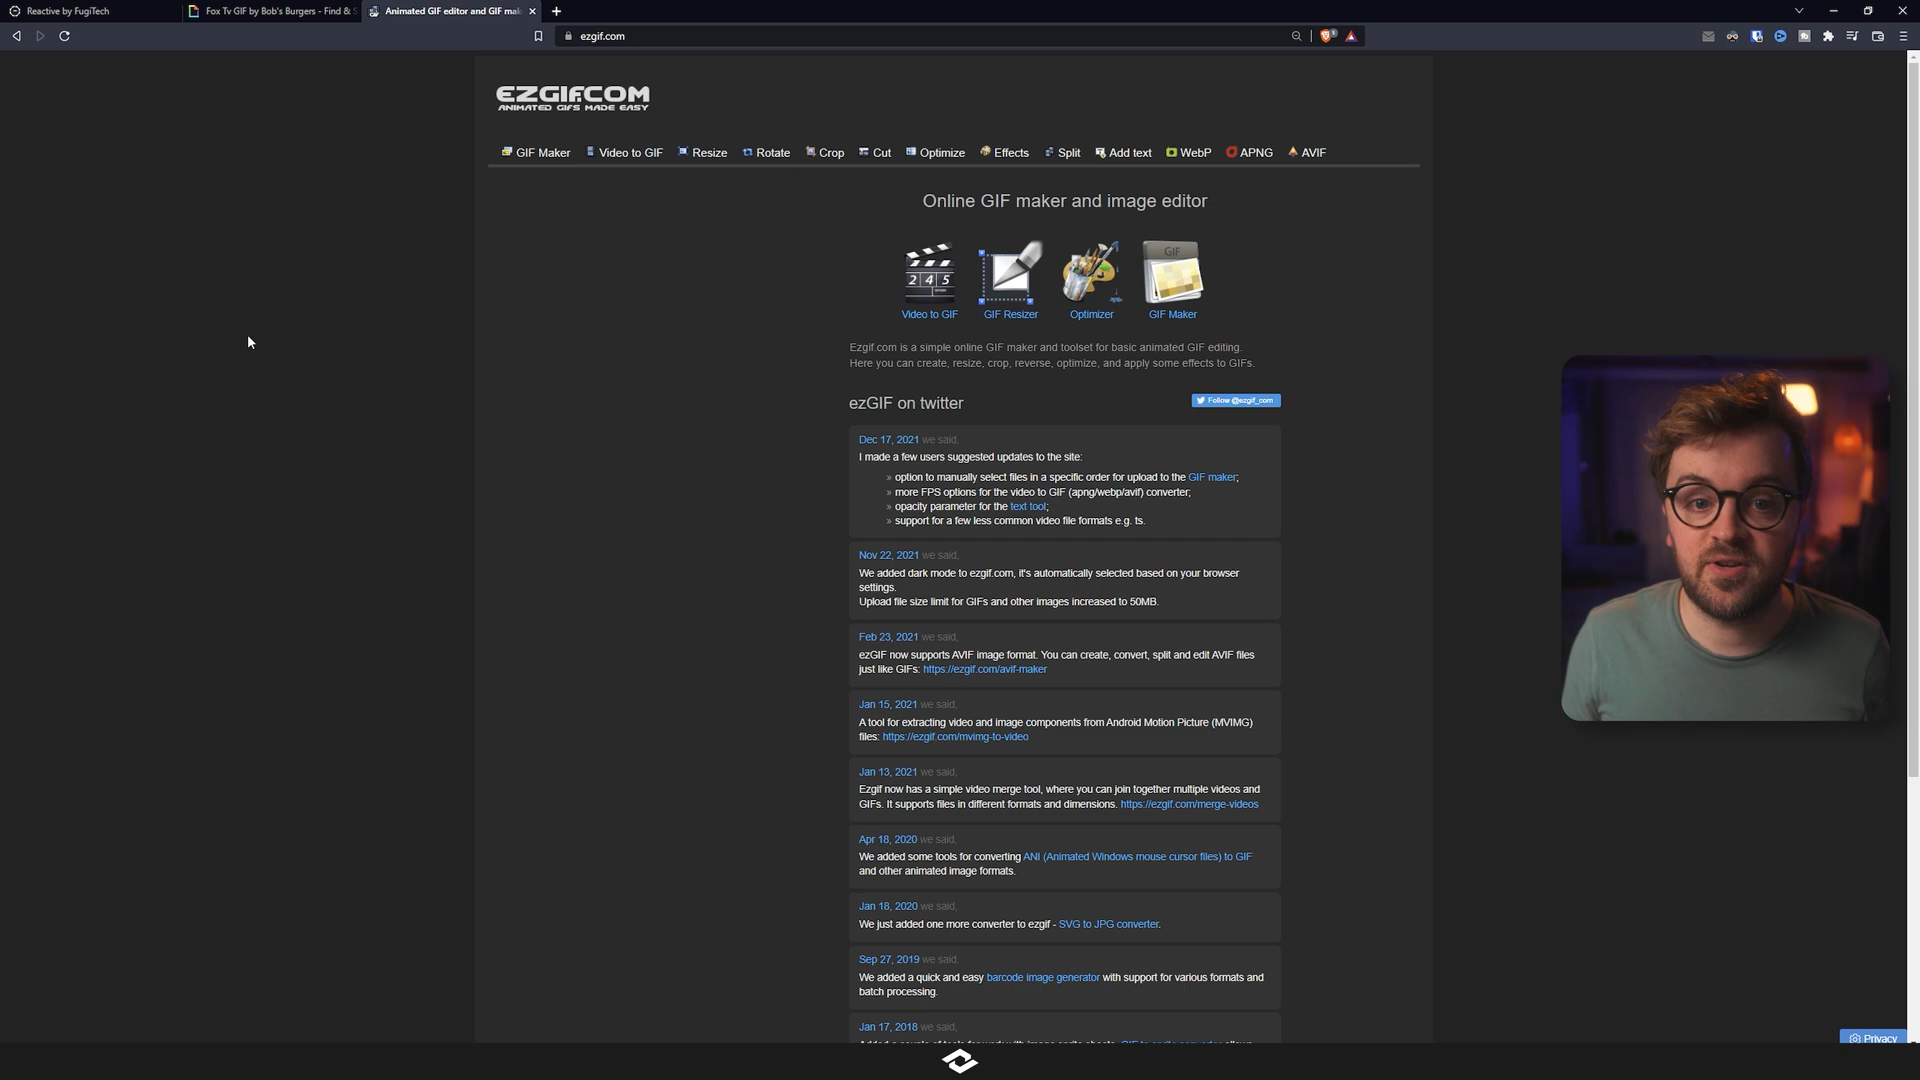 Reactive by FugiTech
Fox Tv GIF by Bob's Burgers - Find & S
Animated GIF editor and GIF mak
ezgif.com
EZGIF.COM
ANIMATED GIFS MADE EASY
GIF Maker Video to GIF Resize Rotate Crop Cut Optimize Effects Split Add text WebP APNG AVIF
Online GIF maker and image editor
2 4 5
GIF
Video to GIF GIF Resizer Optimizer GIF Maker
Ezgif.com is a simple online GIF maker and toolset for basic animated GIF editing.
Here you can create, resize, crop, reverse, optimize, and apply some effects to GIFs.
ezGIF on twitter
Follow @ezgif_com
Dec 17, 2021 we said,
I made a few users suggested updates to the site:
» option to manually select files in a specific order for upload to the GIF maker;
» more FPS options for the video to GIF (apng/webp/avif) converter;
» opacity parameter for the text tool;
» support for a few less common video file formats e.g. ts.
Nov 22, 2021 we said,
We added dark mode to ezgif.com, it's automatically selected based on your browser
settings.
Upload file size limit for GIFs and other images increased to 50MB.
Feb 23, 2021 we said,
ezGIF now supports AVIF image format. You can create, convert, split and edit AVIF files
just like GIFs: https://ezgif.com/avif-maker
Jan 15, 2021 we said,
A tool for extracting video and image components from Android Motion Picture (MVIMG)
files: https://ezgif.com/mvimg-to-video
Jan 13, 2021 we said,
Ezgif now has a simple video merge tool, where you can join together multiple videos and
GIFs. It supports files in different formats and dimensions. https://ezgif.com/merge-videos
Apr 18, 2020 we said,
We added some tools for converting ANI (Animated Windows mouse cursor files) to GIF
and other animated image formats.
Jan 18, 2020 we said,
We just added one more converter to ezgif - SVG to JPG converter.
Sep 27, 2019 we said,
We added a quick and easy barcode image generator with support for various formats and
batch processing.
Jan 17, 2018 we said,
Privacy